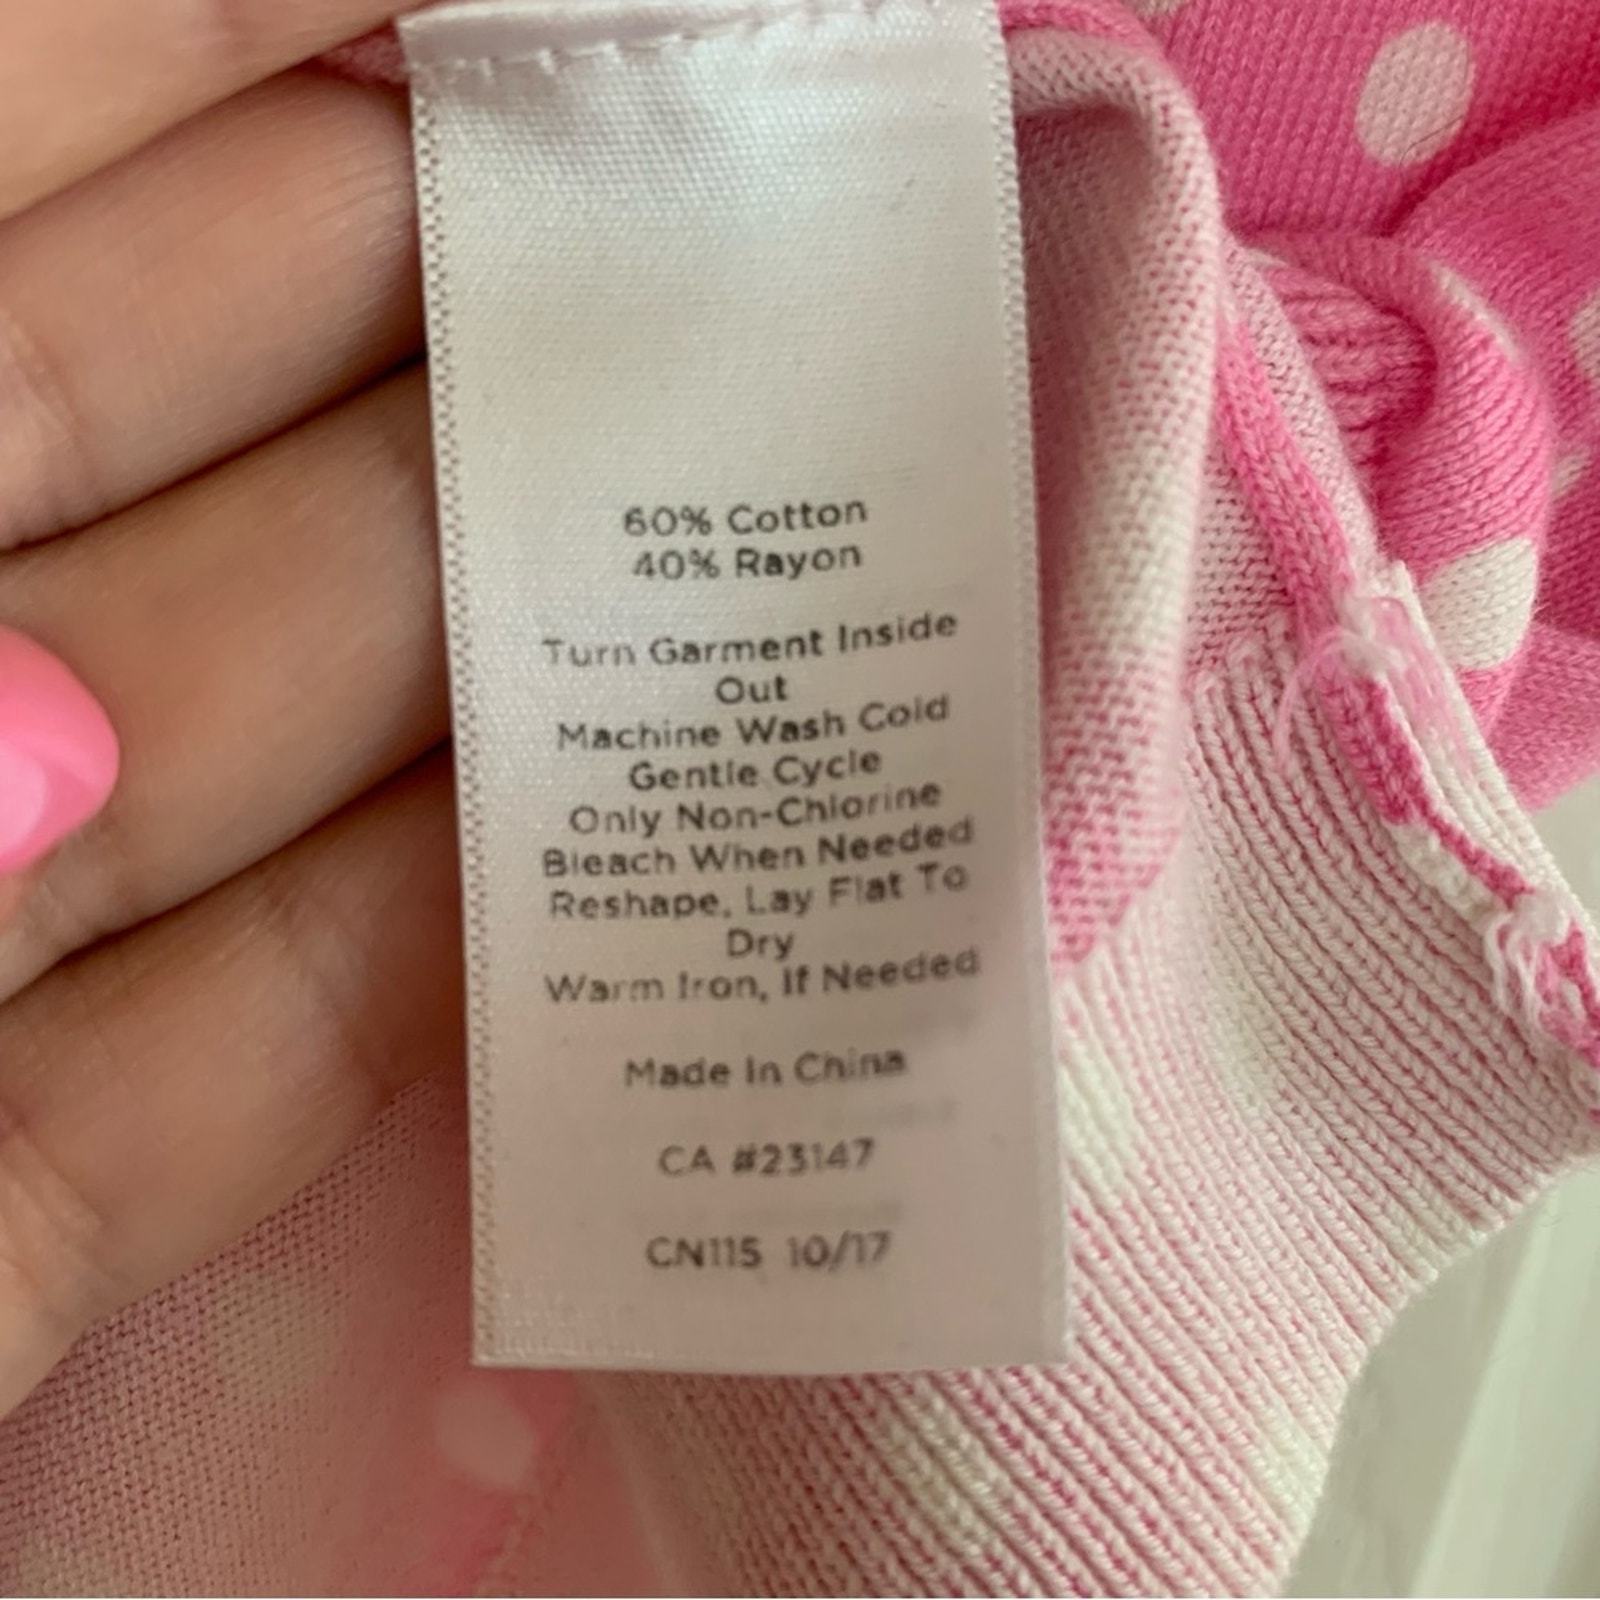 60% Cotton
40% Rayon
Turn Garment Inside
Out
Machine Wash Cold
Gentle Cycle
Only Non-Chlorine
Bleach When Needed
Reshape, Lay Flat To
Dry
Warm Iron, If Needed
Made In China
CA #23147
CN115 10/17